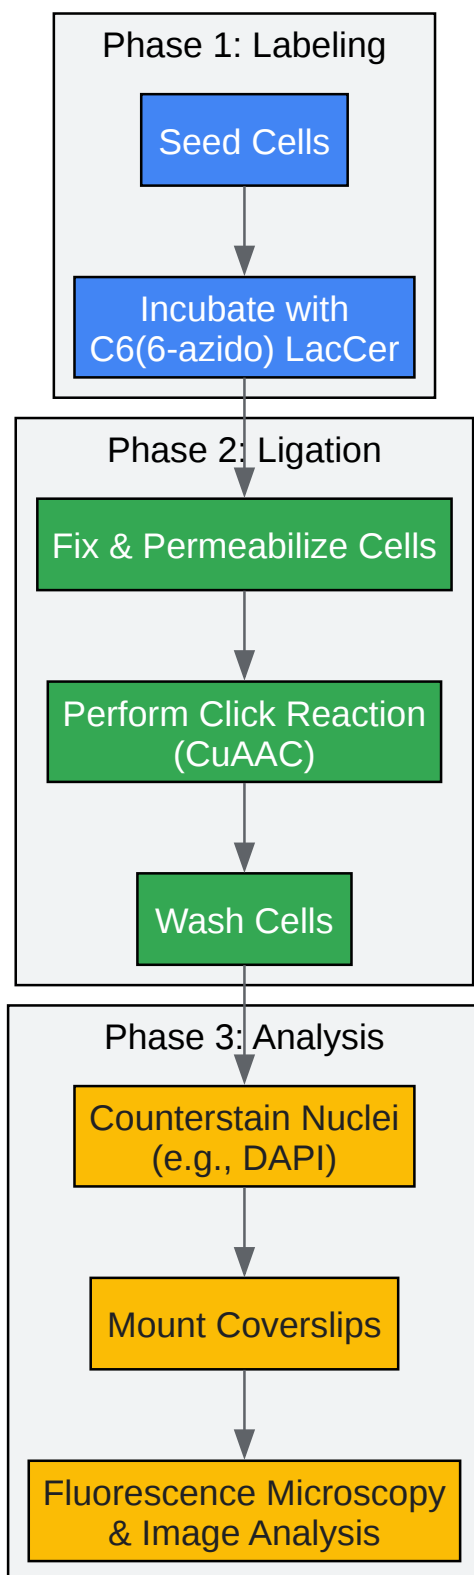 Phase 1: Labeling
Seed Cells
Incubate with
C6(6-azido) LacCer
Phase 2: Ligation
Fix & Permeabilize Cells
Perform Click Reaction
(CuAAC)
Wash Cells
Phase 3: Analysis
Counterstain Nuclei
(e.g., DAPI)
Mount Coverslips
Fluorescence Microscopy
& Image Analysis